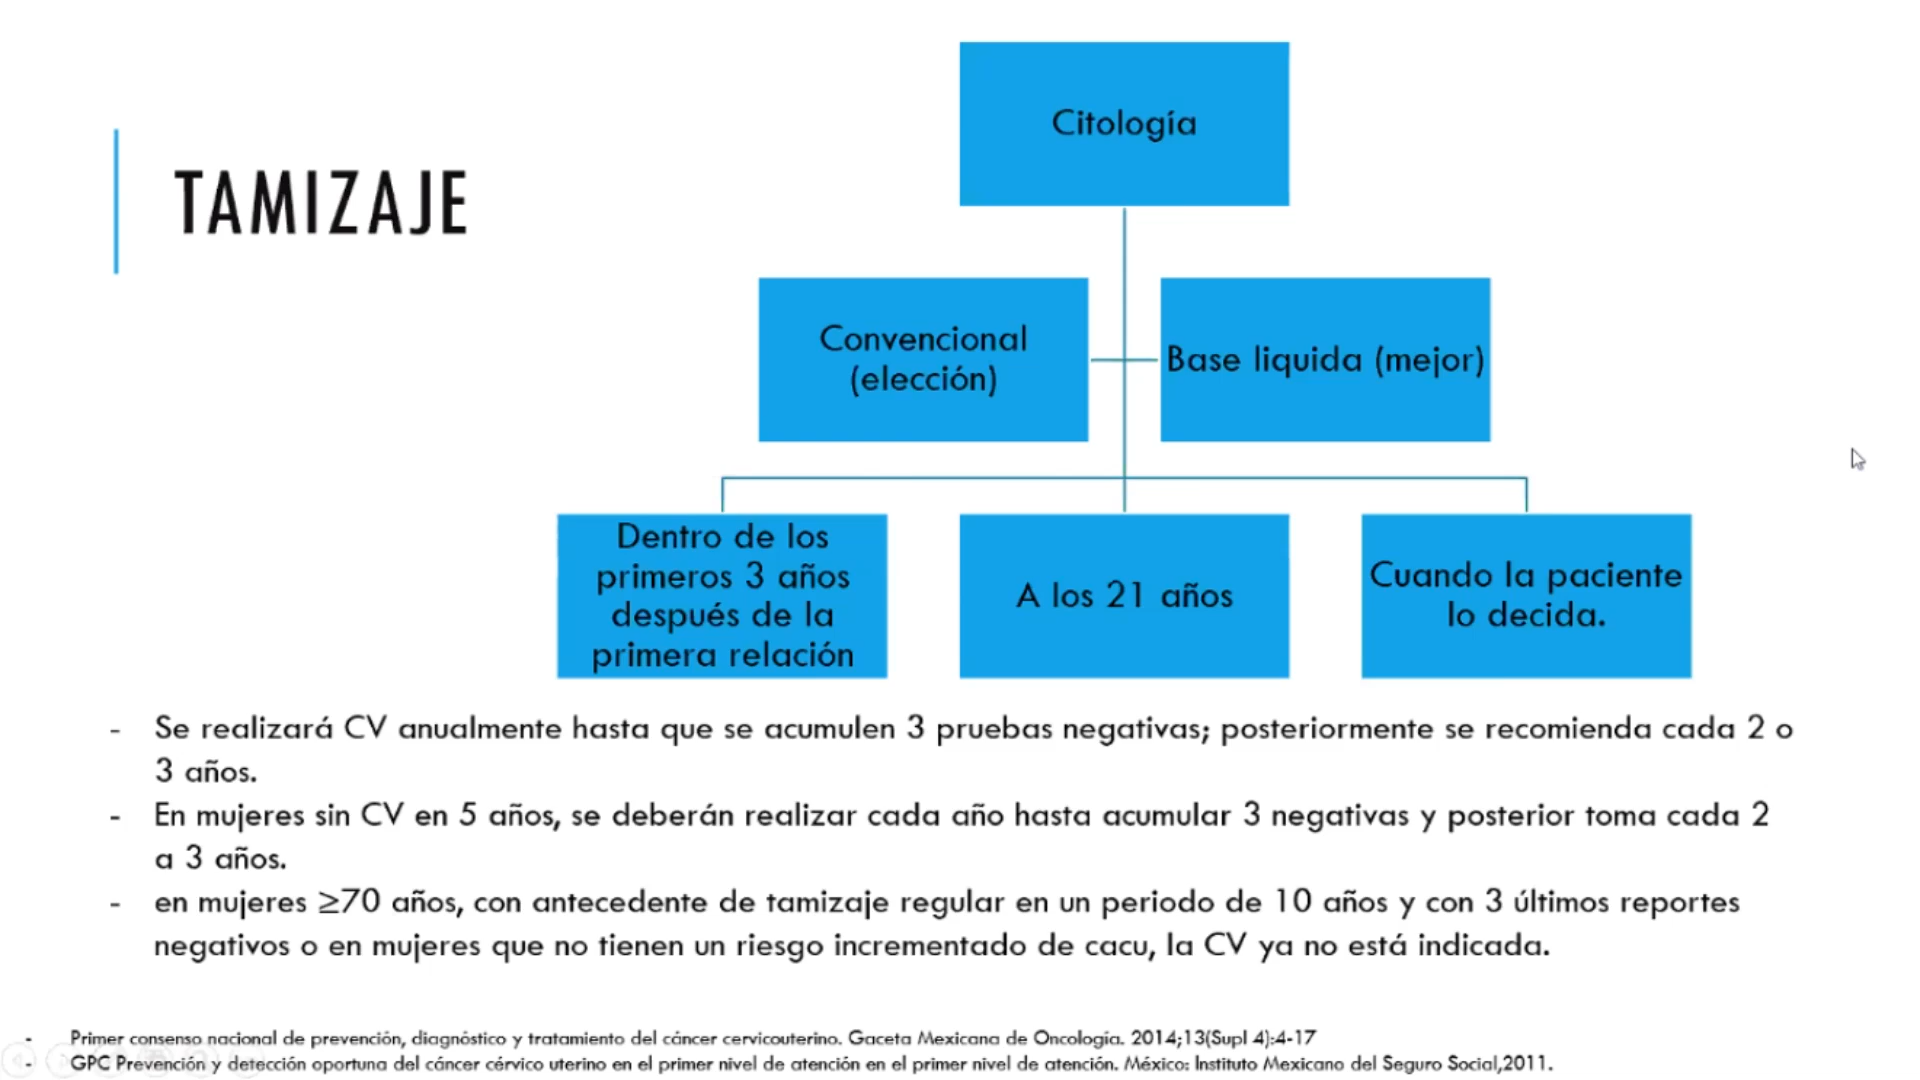 TAMIZAJE
Citología
Convencional
(elección)
Base liquida (mejor)
Dentro de los
primeros 3 años
después de la
primera relación
A los 21 años
Cuando la paciente
lo decida.
- Se realizará CV anualmente hasta que se acumulen 3 pruebas negativas; posteriormente se recomienda cada 2 o
3 años.
- En mujeres sin CV en 5 años, se deberán realizar cada año hasta acumular 3 negativas y posterior toma cada 2
a 3 años.
- en mujeres ≥70 años, con antecedente de tamizaje regular en un periodo de 10 años y con 3 últimos reportes
negativos o en mujeres que no tienen un riesgo incrementado de cacu, la CV ya no está indicada.
- Primer consenso nacional de prevención, diagnóstico y tratamiento del cáncer cervicouterino. Gaceta Mexicana de Oncología. 2014;13(Supl 4):4-17
- GPC Prevención y detección oportuna del cáncer cérvico uterino en el primer nivel de atención en el primer nivel de atención. México: Instituto Mexicano del Seguro Social,2011.